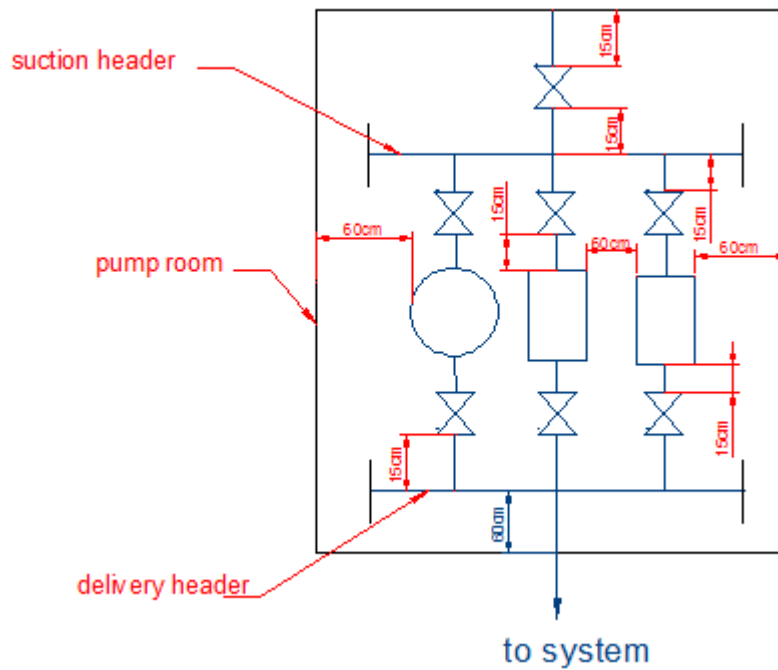 15cm
suction header
15cm
15cm
15cm
60cm
60cm
60cm
pump room
15cm
15cm
60cm
delivery header
to system